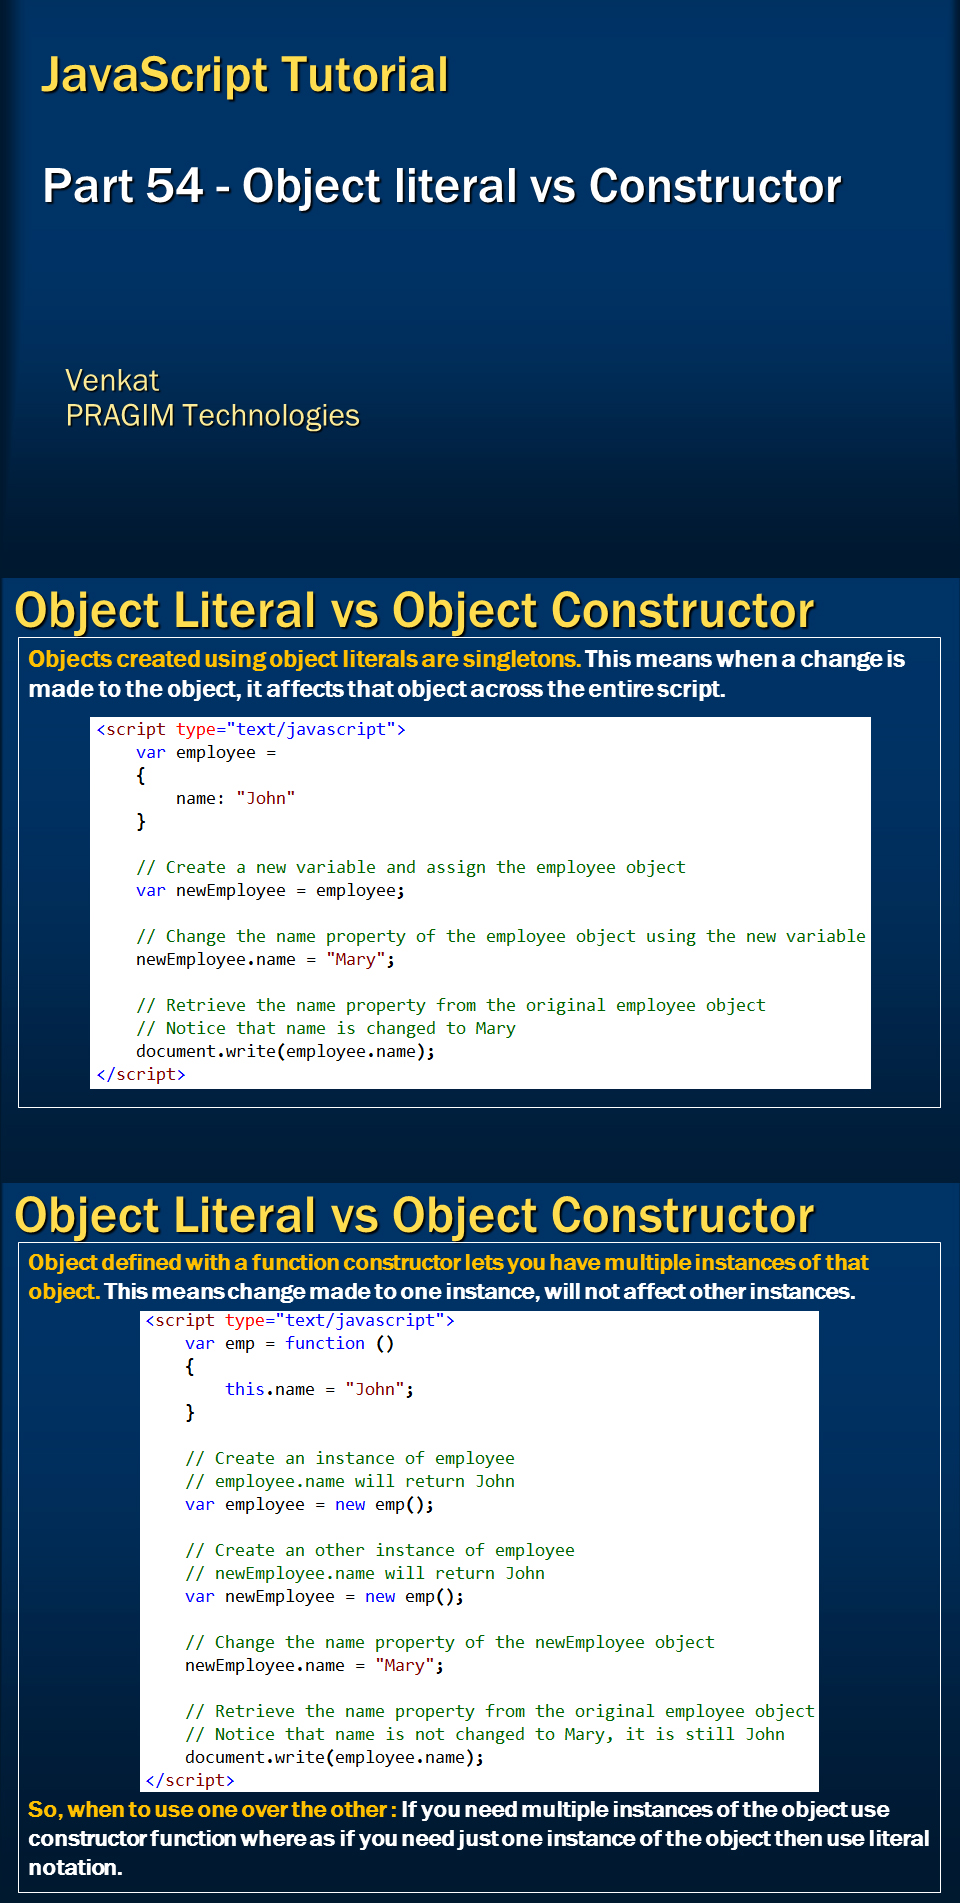 JavaScript Tutorial
Part 54 - Object literal vs Constructor
Venkat
PRAGIM Technologies
Object Literal vs Object Constructor
Objects created using object literals are singletons. This means when a change is
made to the object, it affects that object across the entire script.
<script type="text/javascript">
    var employee =
    {
        name: "John"
    }

    // Create a new variable and assign the employee object
    var newEmployee = employee;

    // Change the name property of the employee object using the new variable
    newEmployee.name = "Mary";

    // Retrieve the name property from the original employee object
    // Notice that name is changed to Mary
    document.write(employee.name);
</script>
Object Literal vs Object Constructor
Object defined with a function constructor lets you have multiple instances of that
object. This means change made to one instance, will not affect other instances.
<script type="text/javascript">
    var emp = function ()
    {
        this.name = "John";
    }

    // Create an instance of employee
    // employee.name will return John
    var employee = new emp();

    // Create an other instance of employee
    // newEmployee.name will return John
    var newEmployee = new emp();

    // Change the name property of the newEmployee object
    newEmployee.name = "Mary";

    // Retrieve the name property from the original employee object
    // Notice that name is not changed to Mary, it is still John
    document.write(employee.name);
</script>
So, when to use one over the other : If you need multiple instances of the object use
constructor function where as if you need just one instance of the object then use literal
notation.